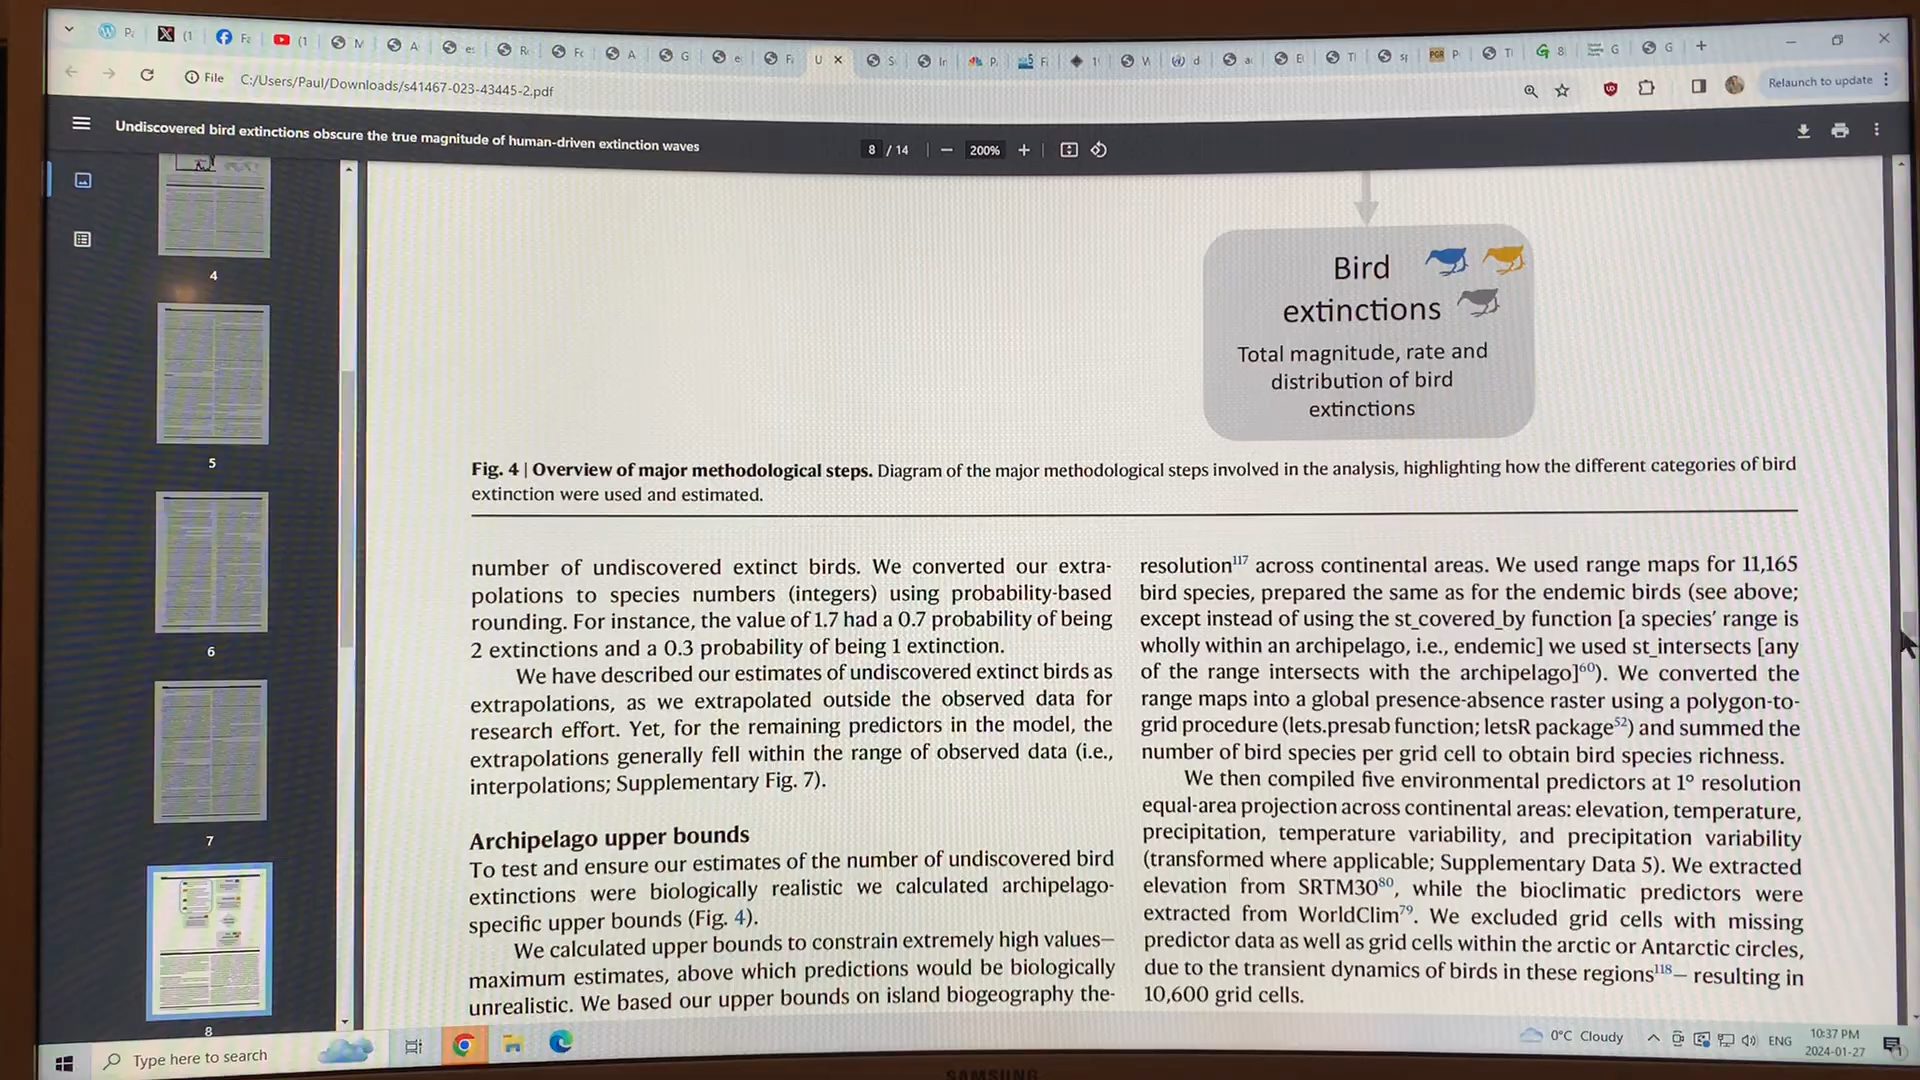 File
C:/Users/Paul/Downloads/s41467-023-43445-2.pdf
Relaunch to update
Undiscovered bird extinctions obscure the true magnitude of human-driven extinction waves
8 / 14
200%
4
5
6
7
8
Bird
extinctions
Total magnitude, rate and
distribution of bird
extinctions
Fig. 4 | Overview of major methodological steps. Diagram of the major methodological steps involved in the analysis, highlighting how the different categories of bird
extinction were used and estimated.
number of undiscovered extinct birds. We converted our extra-
polations to species numbers (integers) using probability-based
rounding. For instance, the value of 1.7 had a 0.7 probability of being
2 extinctions and a 0.3 probability of being 1 extinction.
We have described our estimates of undiscovered extinct birds as
extrapolations, as we extrapolated outside the observed data for
research effort. Yet, for the remaining predictors in the model, the
extrapolations generally fell within the range of observed data (i.e.,
interpolations; Supplementary Fig. 7).
Archipelago upper bounds
To test and ensure our estimates of the number of undiscovered bird
extinctions were biologically realistic we calculated archipelago-
specific upper bounds (Fig. 4).
We calculated upper bounds to constrain extremely high values—
maximum estimates, above which predictions would be biologically
unrealistic. We based our upper bounds on island biogeography the-
resolution117 across continental areas. We used range maps for 11,165
bird species, prepared the same as for the endemic birds (see above;
except instead of using the st_covered_by function [a species' range is
wholly within an archipelago, i.e., endemic] we used st_intersects [any
of the range intersects with the archipelago]60). We converted the
range maps into a global presence-absence raster using a polygon-to-
grid procedure (lets.presab function; letsR package52) and summed the
number of bird species per grid cell to obtain bird species richness.
We then compiled five environmental predictors at 1° resolution
equal-area projection across continental areas: elevation, temperature,
precipitation, temperature variability, and precipitation variability
(transformed where applicable; Supplementary Data 5). We extracted
elevation from SRTM3080, while the bioclimatic predictors were
extracted from WorldClim79. We excluded grid cells with missing
predictor data as well as grid cells within the arctic or Antarctic circles,
due to the transient dynamics of birds in these regions118— resulting in
10,600 grid cells.
Type here to search
0°C Cloudy
ENG
10:37 PM
2024-01-27
SAMSUNG